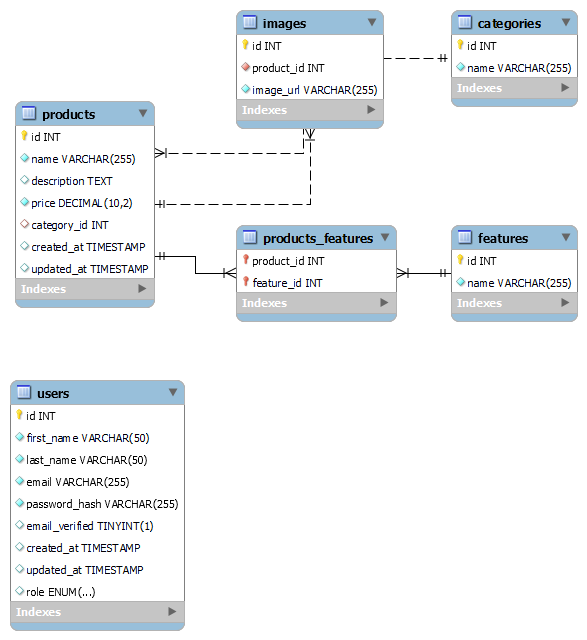 images
id INT
product_id INT
image_url VARCHAR(255)
Indexes
categories
id INT
name VARCHAR(255)
Indexes
products
id INT
name VARCHAR(255)
description TEXT
price DECIMAL(10,2)
category_id INT
created_at TIMESTAMP
updated_at TIMESTAMP
Indexes
products_features
product_id INT
feature_id INT
Indexes
features
id INT
name VARCHAR(255)
Indexes
users
id INT
first_name VARCHAR(50)
last_name VARCHAR(50)
email VARCHAR(255)
password_hash VARCHAR(255)
email_verified TINYINT(1)
created_at TIMESTAMP
updated_at TIMESTAMP
role ENUM(...)
Indexes